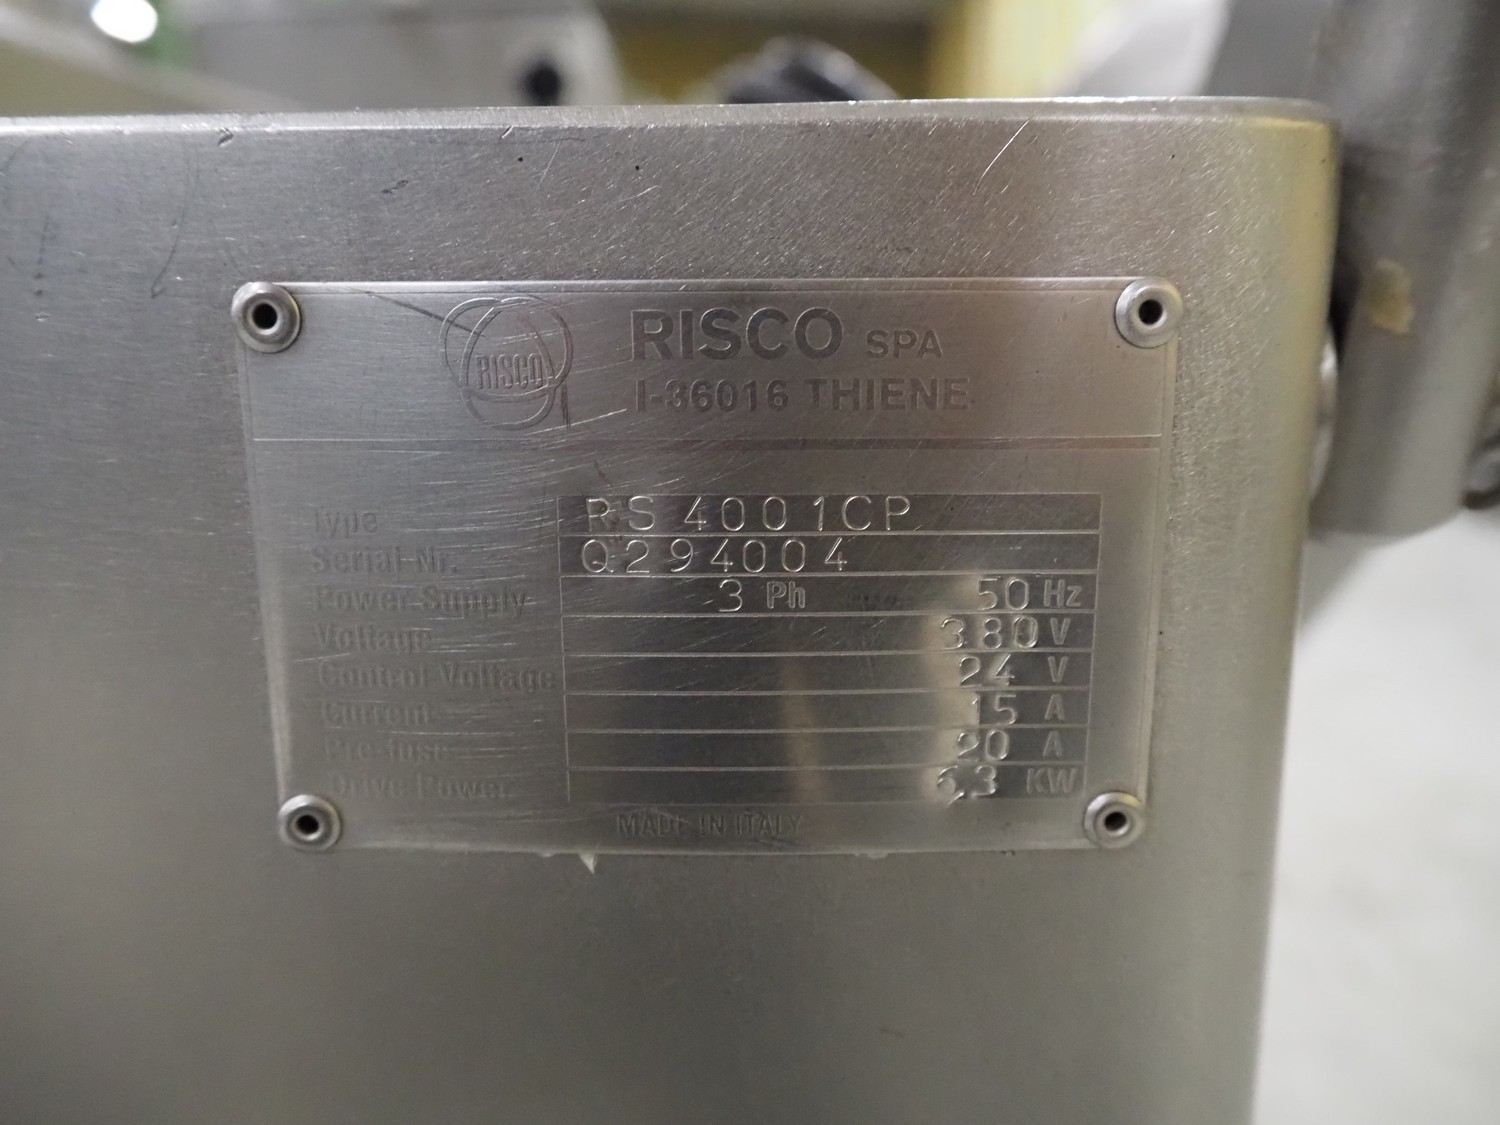 RISCO
RISCO SPA
I-36016 THIENE
Type RS 4001CP
Serial-Nr. Q294004
Power Supply 3 Ph 50 Hz
Voltage 380 V
Control Voltage 24 V
Current 15 A
Pre-fuse 20 A
Drive Power 6,3 KW
MADE IN ITALY